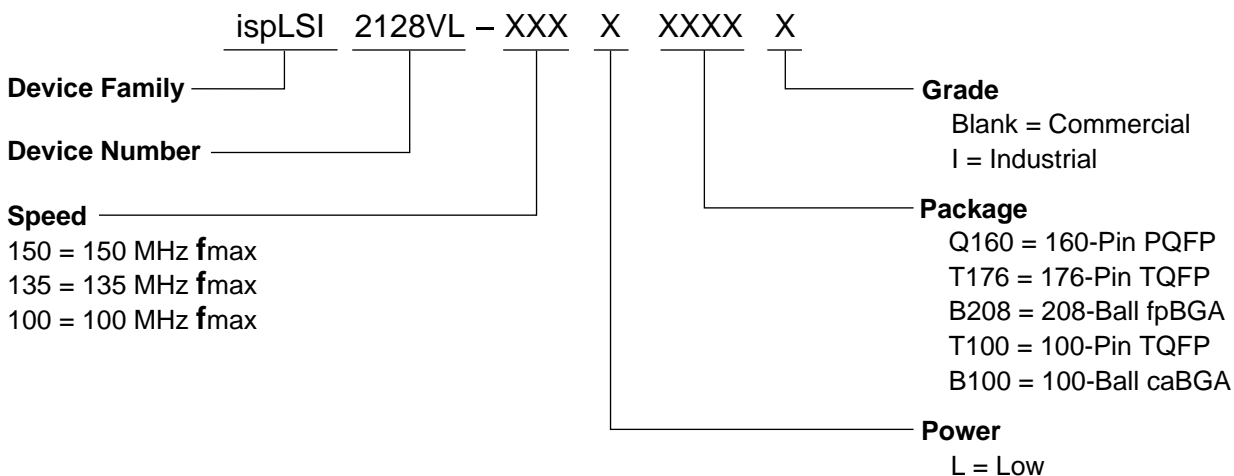 ispLSI 2128VL – XXX X XXXX X
Device Family
Device Number
Speed
150 = 150 MHz fmax
135 = 135 MHz fmax
100 = 100 MHz fmax
Grade
Blank = Commercial
I = Industrial
Package
Q160 = 160-Pin PQFP
T176 = 176-Pin TQFP
B208 = 208-Ball fpBGA
T100 = 100-Pin TQFP
B100 = 100-Ball caBGA
Power
L = Low